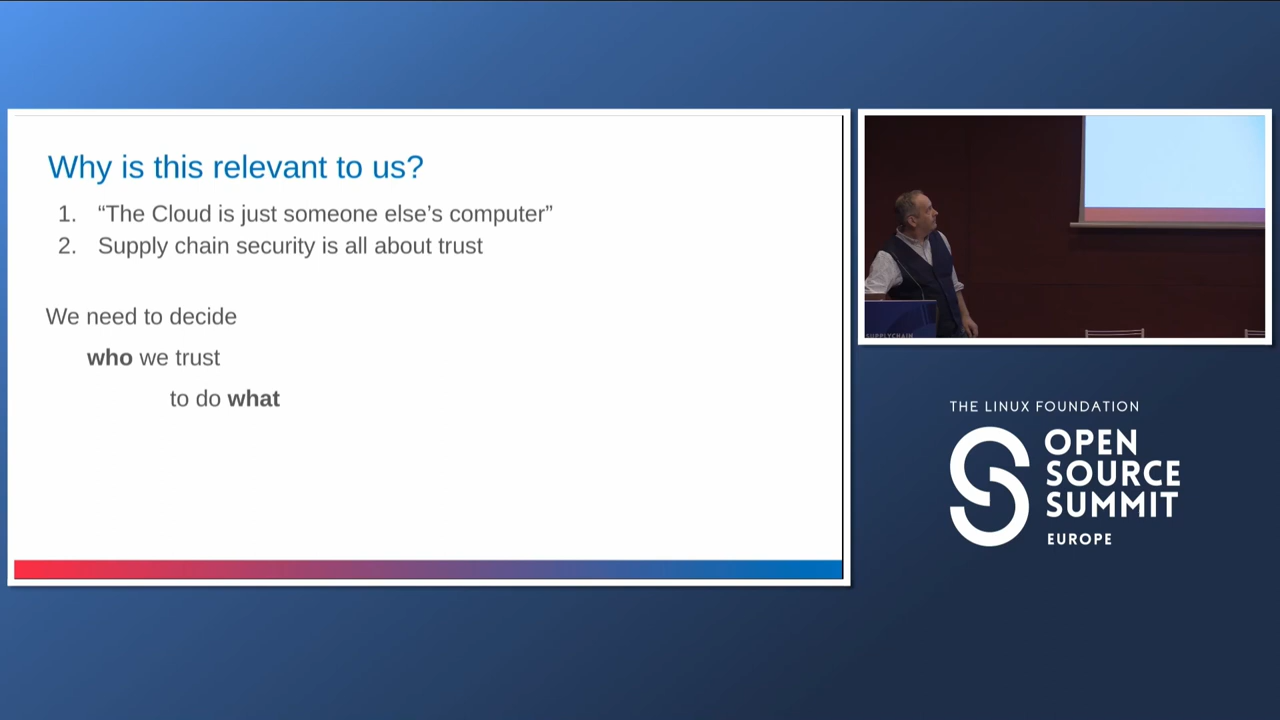 Why is this relevant to us?
1. “The Cloud is just someone else’s computer”
2. Supply chain security is all about trust
We need to decide
who we trust
to do what
SUPPLYCHAIN
THE LINUX FOUNDATION
OPEN
SOURCE
SUMMIT
EUROPE